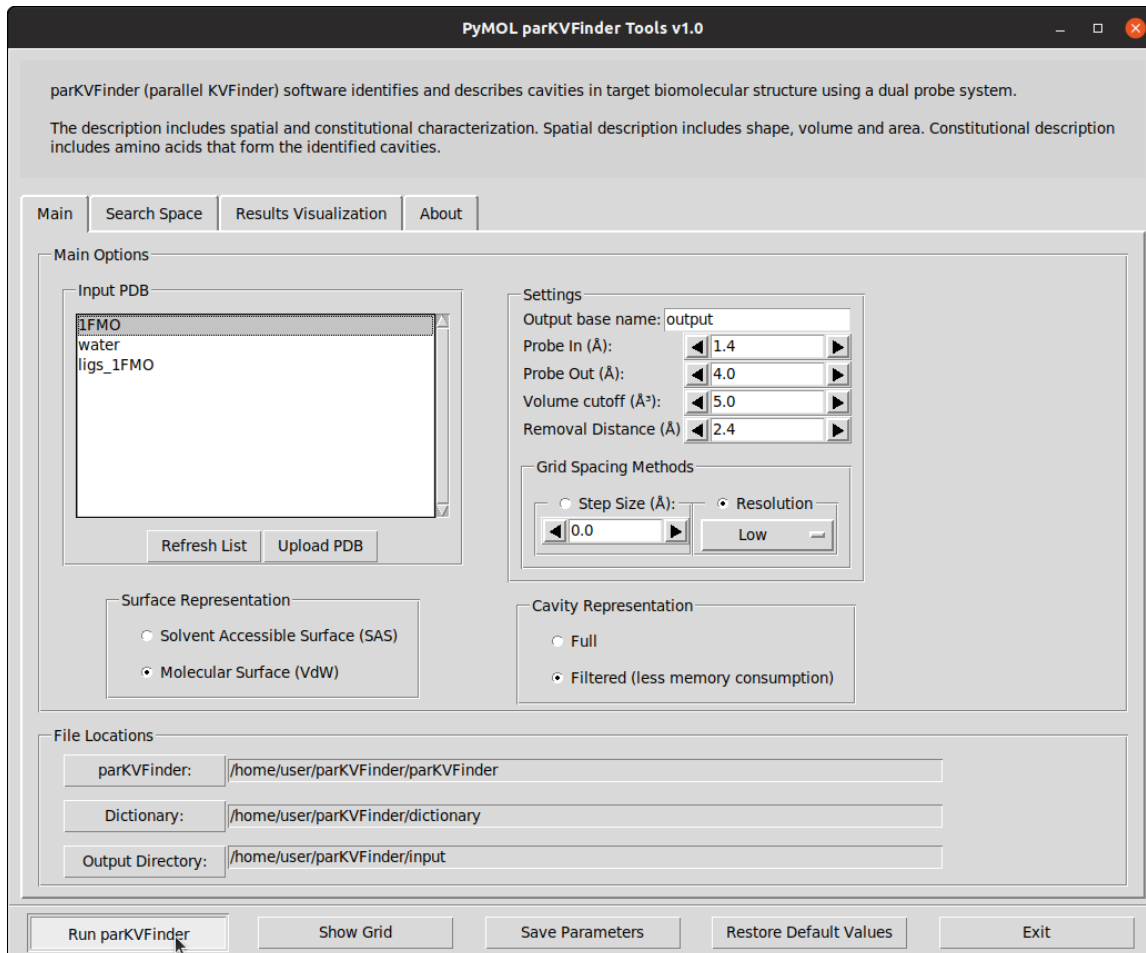 PyMOL parKVFinder Tools v1.0
parKVFinder (parallel KVFinder) software identifies and describes cavities in target biomolecular structure using a dual probe system.
The description includes spatial and constitutional characterization. Spatial description includes shape, volume and area. Constitutional description
includes amino acids that form the identified cavities.
Main
Search Space
Results Visualization
About
Main Options
Input PDB
1FMO
water
ligs_1FMO
Refresh List
Upload PDB
Settings
Output base name: output
Probe In (Å): 1.4
Probe Out (Å): 4.0
Volume cutoff (Å³): 5.0
Removal Distance (Å) 2.4
Grid Spacing Methods
Step Size (Å):
0.0
Resolution
Low
Surface Representation
Solvent Accessible Surface (SAS)
Molecular Surface (VdW)
Cavity Representation
Full
Filtered (less memory consumption)
File Locations
parKVFinder: /home/user/parKVFinder/parKVFinder
Dictionary: /home/user/parKVFinder/dictionary
Output Directory: /home/user/parKVFinder/input
Run parKVFinder
Show Grid
Save Parameters
Restore Default Values
Exit